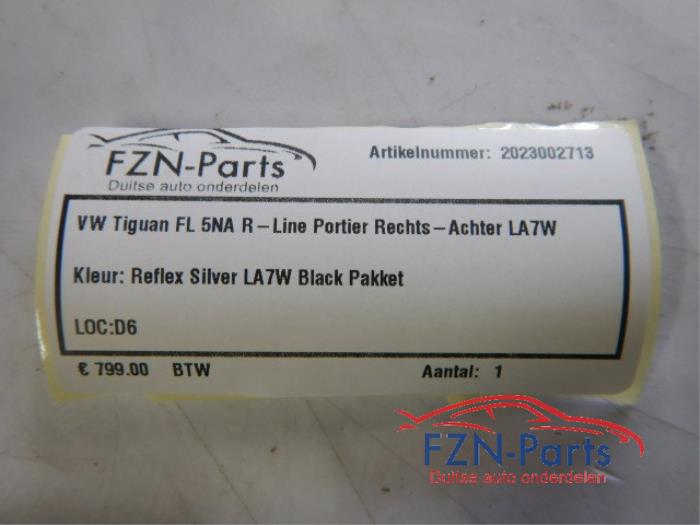 FZN-Parts
Duitse auto onderdelen
Artikelnummer: 2023002713
VW Tiguan FL 5NA R-Line Portier Rechts-Achter LA7W
Kleur: Reflex Silver LA7W Black Pakket
LOC:D6
€ 799.00 BTW
Aantal: 1
FZN-Parts
Duitse auto onderdelen